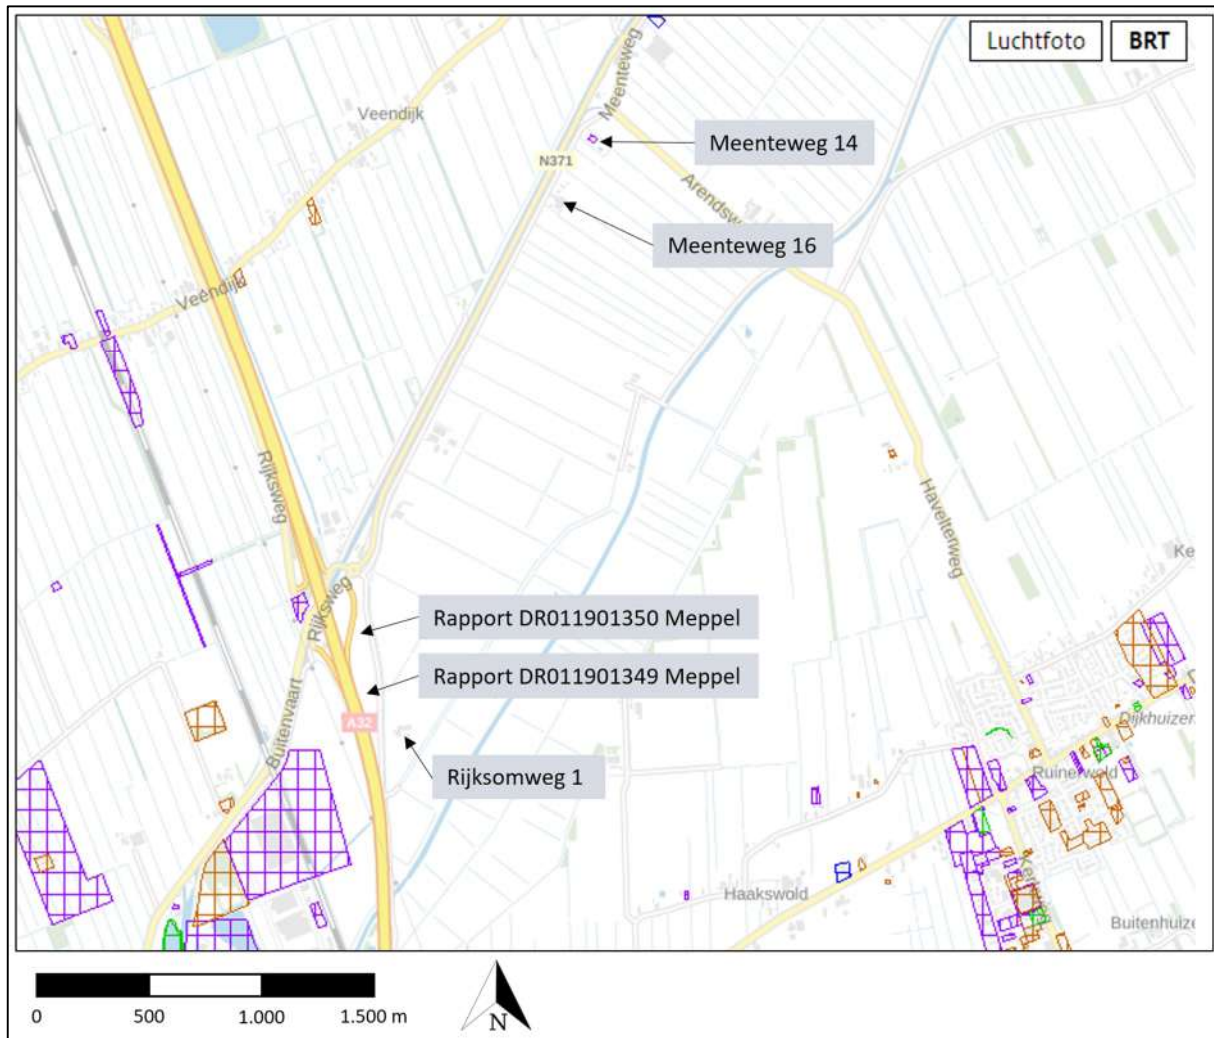 Luchtfoto
BRT
Meenteweg
Veendijk
Meenteweg 14
N371
Arendsw
Meenteweg 16
Veendijk
Rijksweg
Havelterweg
Ke
Rijksweg
Rapport DR011901350 Meppel
Rapport DR011901349 Meppel
Buitenvaart
A32
Dijkhuizen
Rijksomweg 1
Ruinerwold
Haakswold
Buitenhuize
0 500 1.000 1.500 m
N